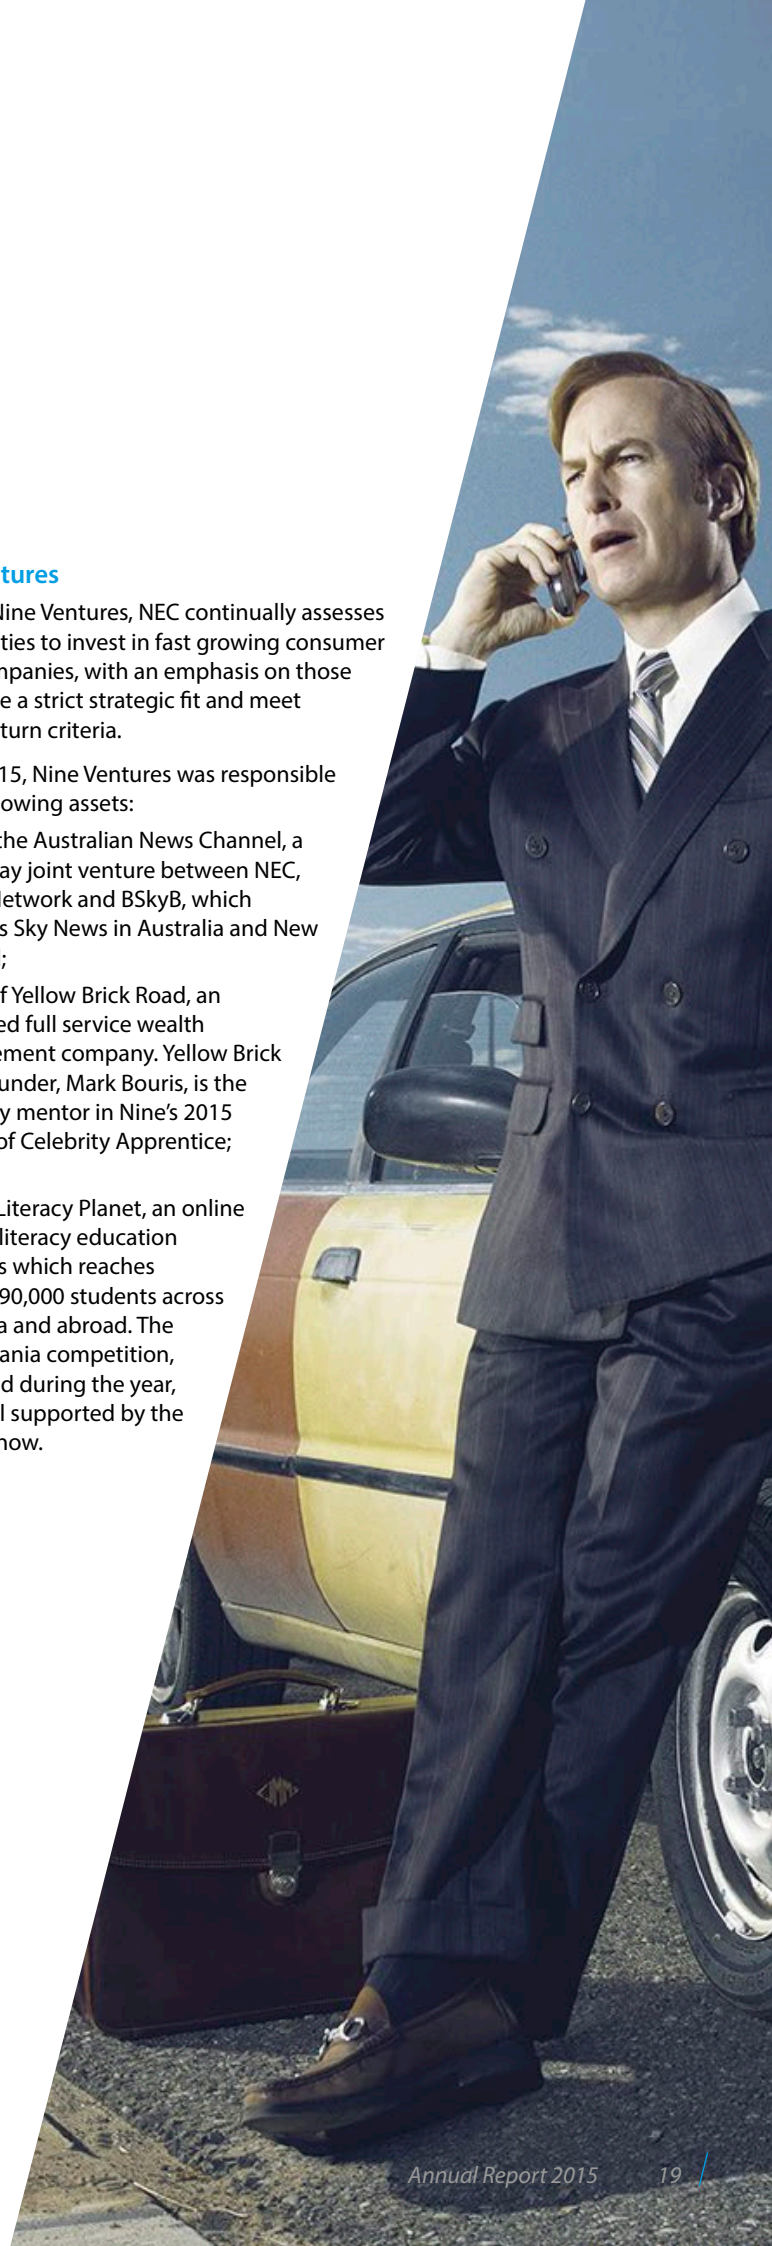 tures
Nine Ventures, NEC continually assesses
ties to invest in fast growing consumer
mpanies, with an emphasis on those
e a strict strategic fit and meet
turn criteria.
15, Nine Ventures was responsible
owing assets:
the Australian News Channel, a
ay joint venture between NEC,
Network and BSkyB, which
s Sky News in Australia and New
;
f Yellow Brick Road, an
ed full service wealth
ement company. Yellow Brick
under, Mark Bouris, is the
y mentor in Nine’s 2015
of Celebrity Apprentice;
Literacy Planet, an online
literacy education
s which reaches
90,000 students across
a and abroad. The
ania competition,
d during the year,
l supported by the
how.
JMM
Annual Report 2015 19